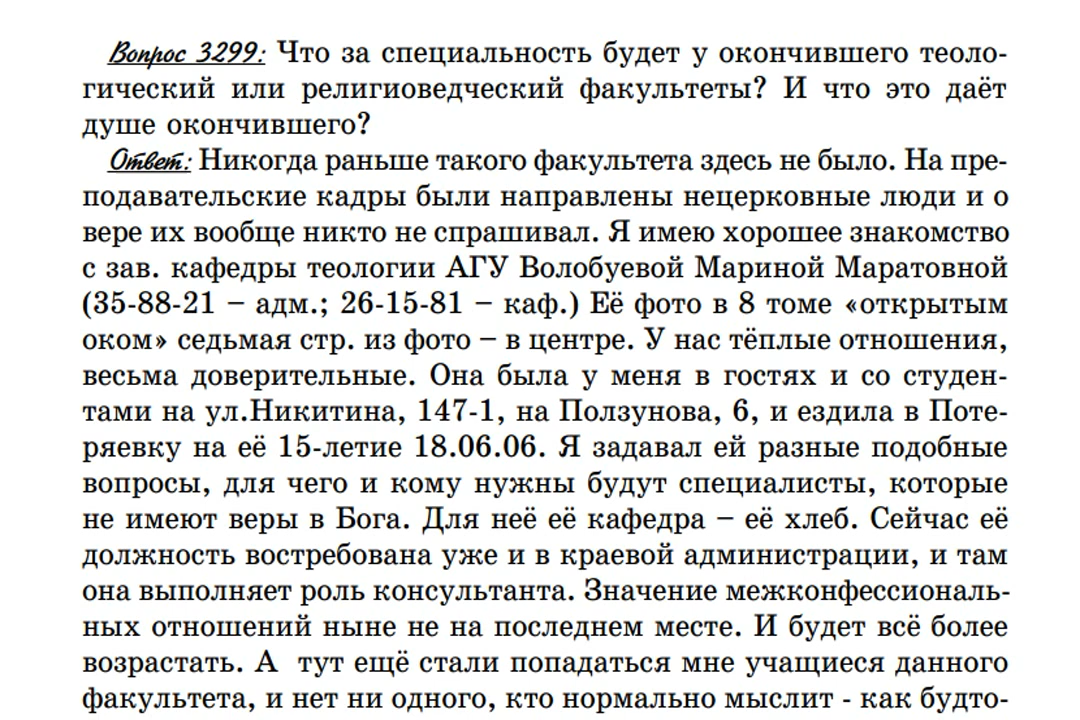 Вопрос 3299: Что за специальность будет у окончившего теоло-
гический или религиоведческий факультеты? И что это даёт
душе окончившего?
Ответ: Никогда раньше такого факультета здесь не было. На пре-
подавательские кадры были направлены нецерковные люди и о
вере их вообще никто не спрашивал. Я имею хорошее знакомство
с зав. кафедры теологии АГУ Волобуевой Мариной Маратовной
(35-88-21 – адм.; 26-15-81 – каф.) Её фото в 8 томе «открытым
оком» седьмая стр. из фото – в центре. У нас тёплые отношения,
весьма доверительные. Она была у меня в гостях и со студен-
тами на ул.Никитина, 147-1, на Ползунова, 6, и ездила в Поте-
ряевку на её 15-летие 18.06.06. Я задавал ей разные подобные
вопросы, для чего и кому нужны будут специалисты, которые
не имеют веры в Бога. Для неё её кафедра – её хлеб. Сейчас её
должность востребована уже и в краевой администрации, и там
она выполняет роль консультанта. Значение межконфессиональ-
ных отношений ныне не на последнем месте. И будет всё более
возрастать. А  тут ещё стали попадаться мне учащиеся данного
факультета, и нет ни одного, кто нормально мыслит - как будто-